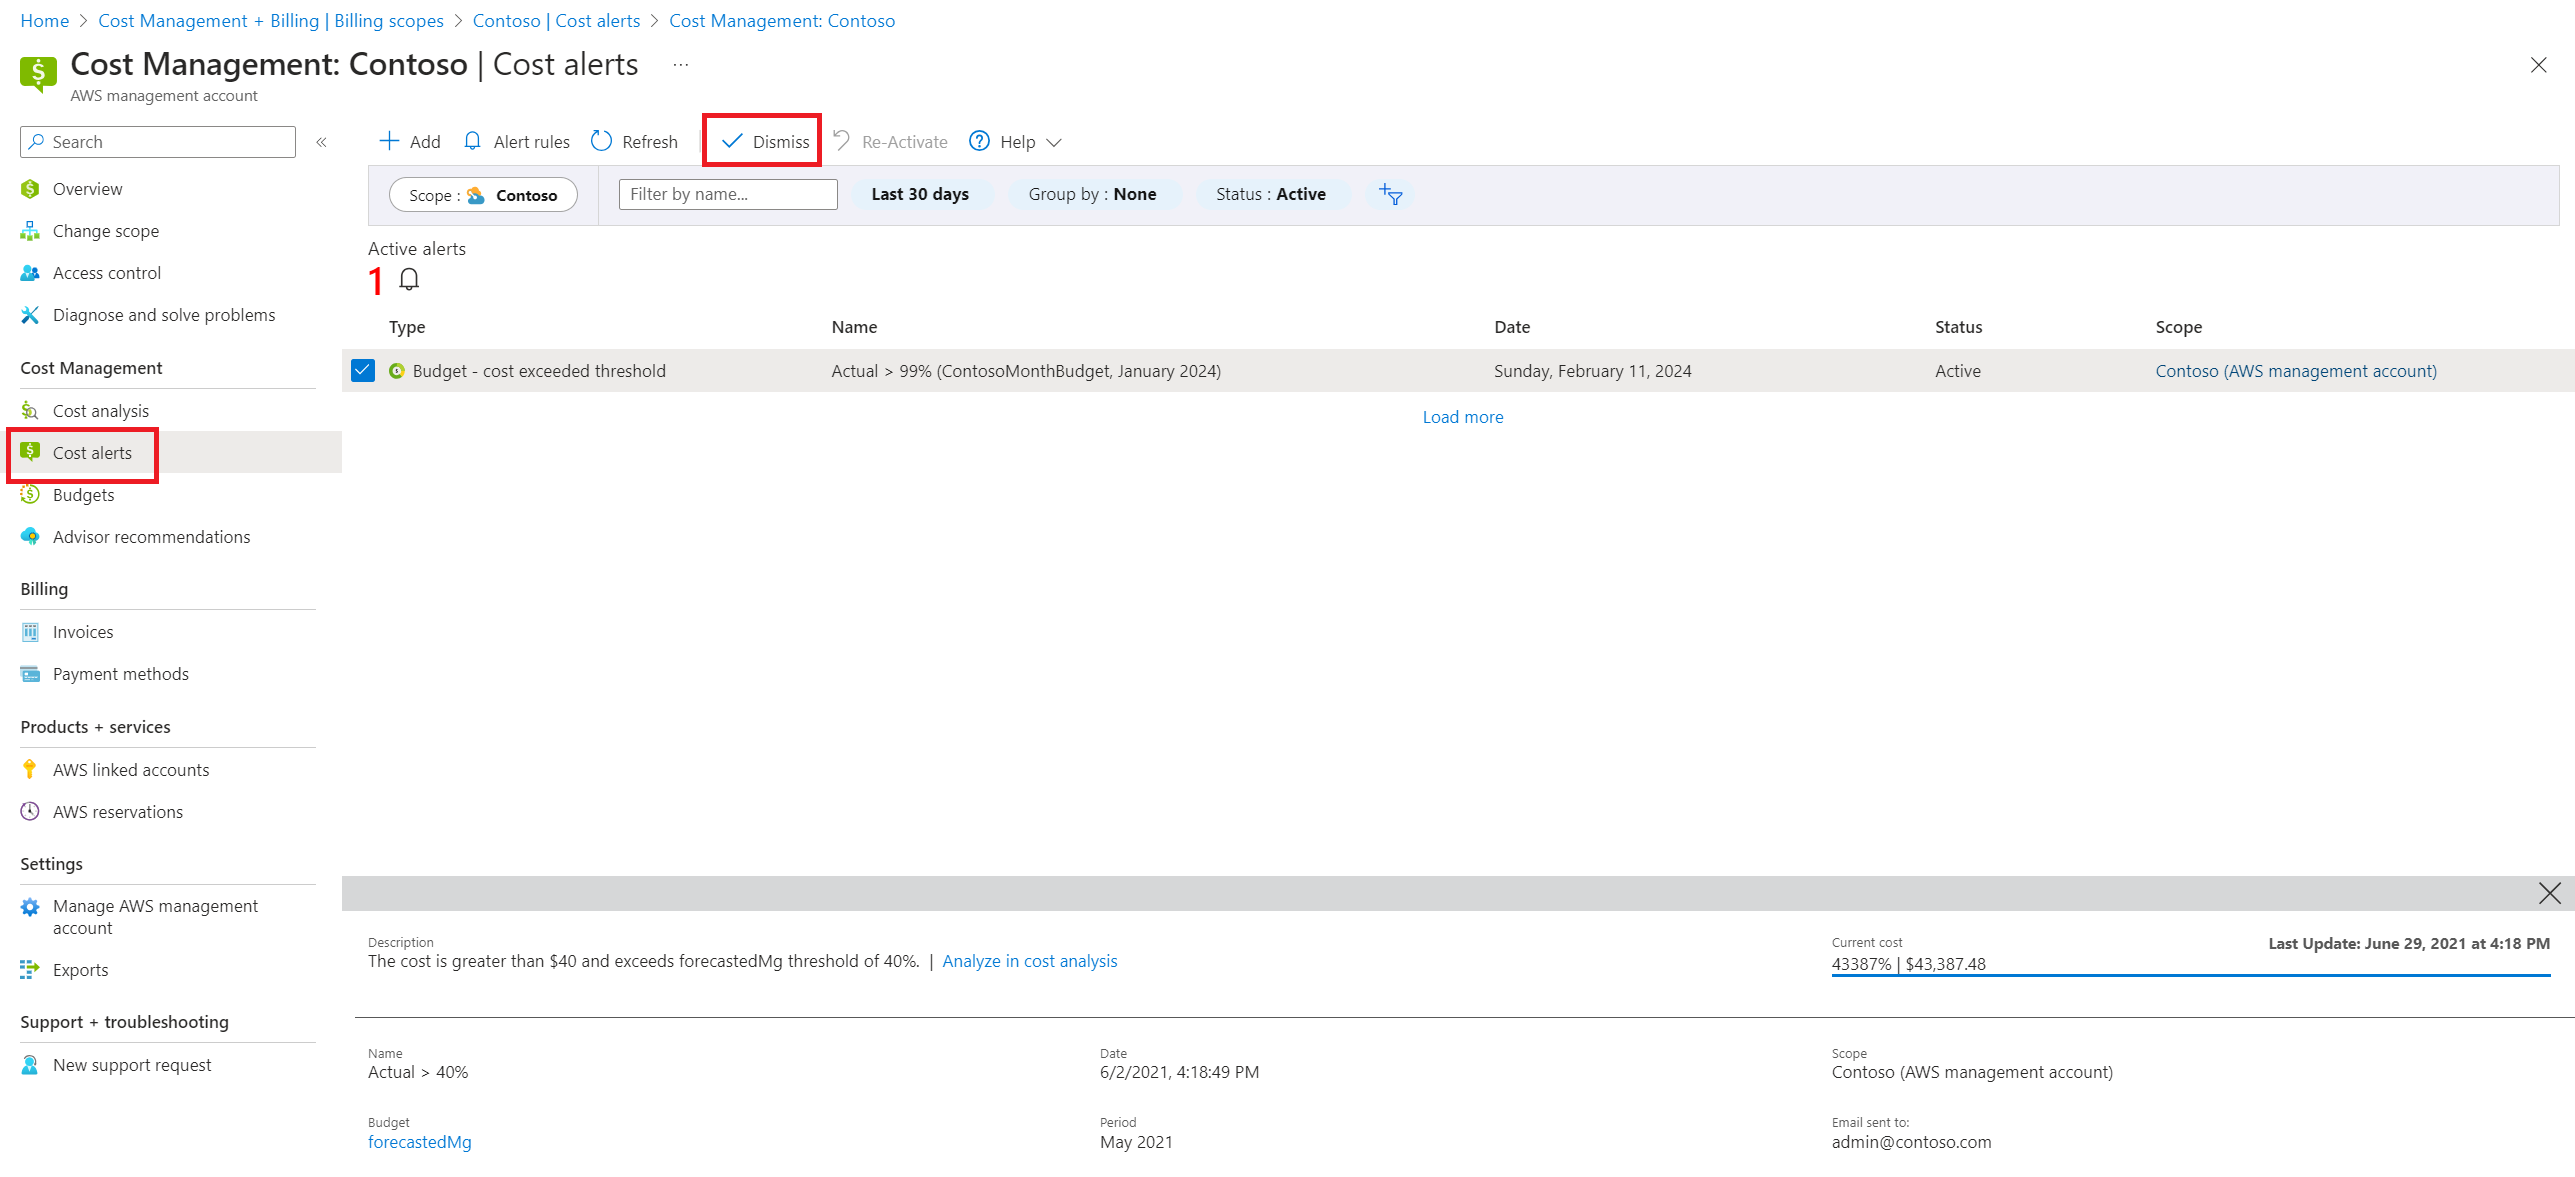 Home > Cost Management + Billing | Billing scopes > Contoso | Cost alerts > Cost Management: Contoso
Cost Management: Contoso | Cost alerts ...
AWS management account
Search «
Add Alert rules Refresh Dismiss Re-Activate Help
Scope : Contoso Filter by name... Last 30 days Group by : None Status : Active
Overview
Change scope
Access control
Diagnose and solve problems
Cost Management
Cost analysis
Cost alerts
Budgets
Advisor recommendations
Billing
Invoices
Payment methods
Products + services
AWS linked accounts
AWS reservations
Settings
Manage AWS management
account
Exports
Support + troubleshooting
New support request
Active alerts
1
Type Name Date Status Scope
Budget - cost exceeded threshold Actual > 99% (ContosoMonthBudget, January 2024) Sunday, February 11, 2024 Active Contoso (AWS management account)
Load more
Description
The cost is greater than $40 and exceeds forecastedMg threshold of 40%. | Analyze in cost analysis
Current cost Last Update: June 29, 2021 at 4:18 PM
43387% | $43,387.48
Name
Actual > 40%
Date
6/2/2021, 4:18:49 PM
Scope
Contoso (AWS management account)
Budget
forecastedMg
Period
May 2021
Email sent to:
admin@contoso.com